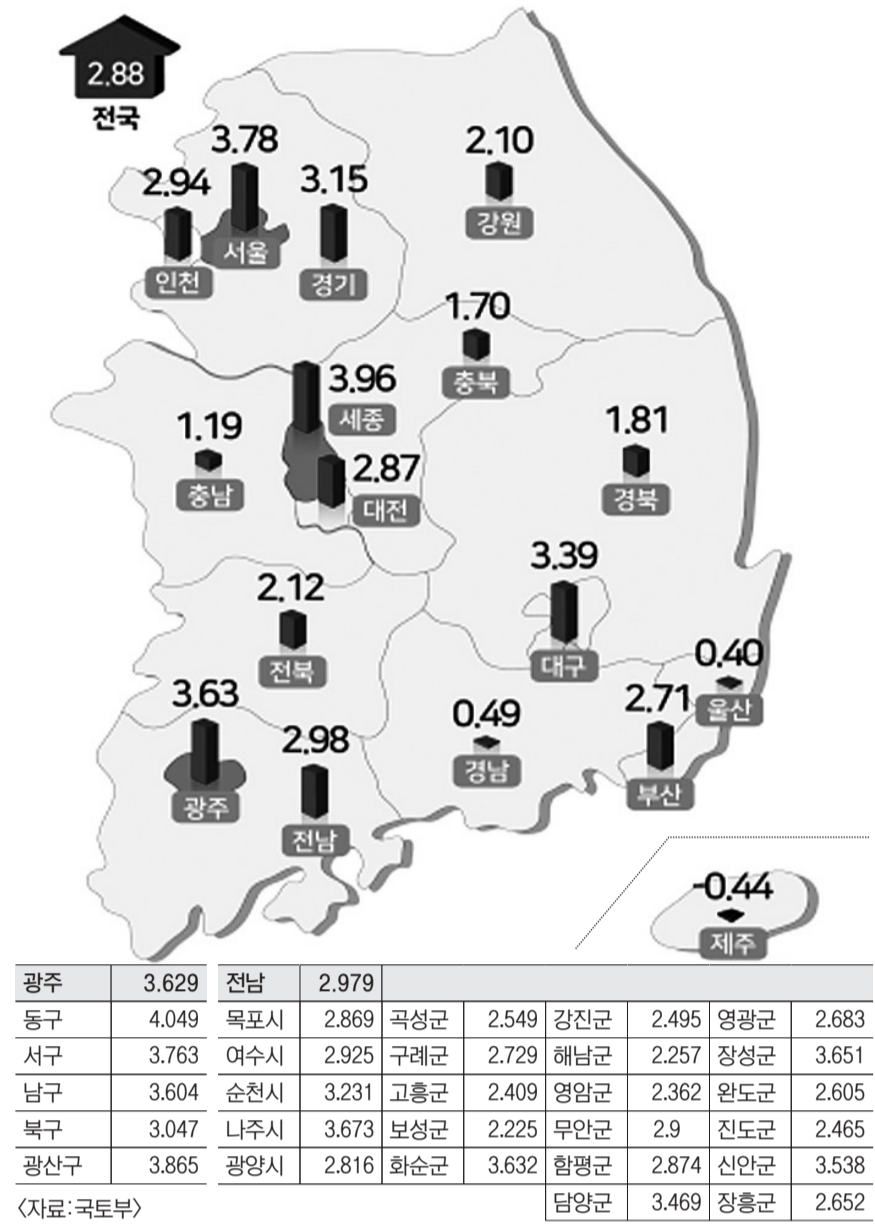 2.88
전국
3.78
서울
2.94
인천
3.15
경기
2.10
강원
1.70
충북
3.96
세종
1.19
충남
2.87
대전
1.81
경북
3.39
대구
2.12
전북
0.40
울산
3.63
광주
2.98
전남
0.49
경남
2.71
부산
-0.44
제주
광주 3.629 전남 2.979
동구 4.049 목포시 2.869 곡성군 2.549 강진군 2.495 영광군 2.683
서구 3.763 여수시 2.925 구례군 2.729 해남군 2.257 장성군 3.651
남구 3.604 순천시 3.231 고흥군 2.409 영암군 2.362 완도군 2.605
북구 3.047 나주시 3.673 보성군 2.225 무안군 2.9 진도군 2.465
광산구 3.865 광양시 2.816 화순군 3.632 함평군 2.874 신안군 3.538
〈자료:국토부〉 담양군 3.469 장흥군 2.652